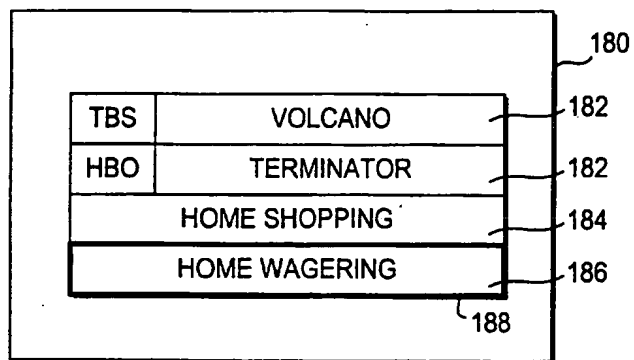 180
TBS VOLCANO 182
HBO TERMINATOR 182
HOME SHOPPING 184
HOME WAGERING 186
188